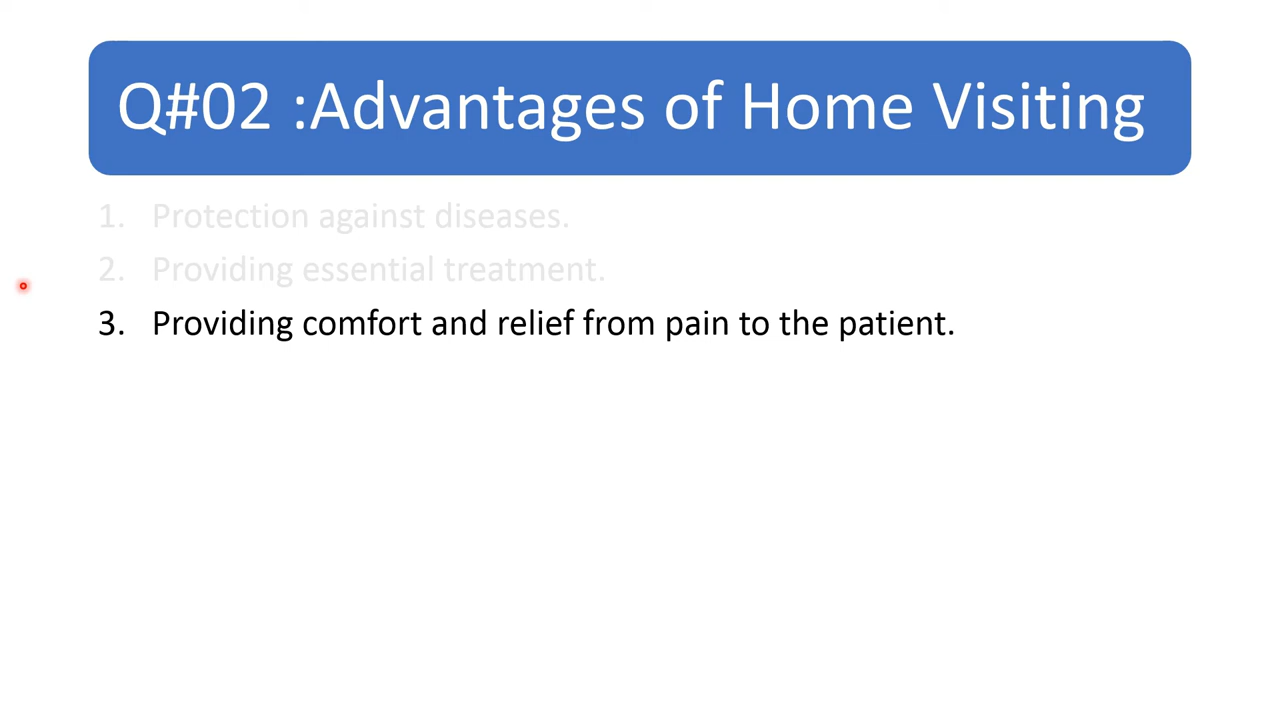 Q#02 :Advantages of Home Visiting
1. Protection against diseases.
2. Providing essential treatment.
3. Providing comfort and relief from pain to the patient.